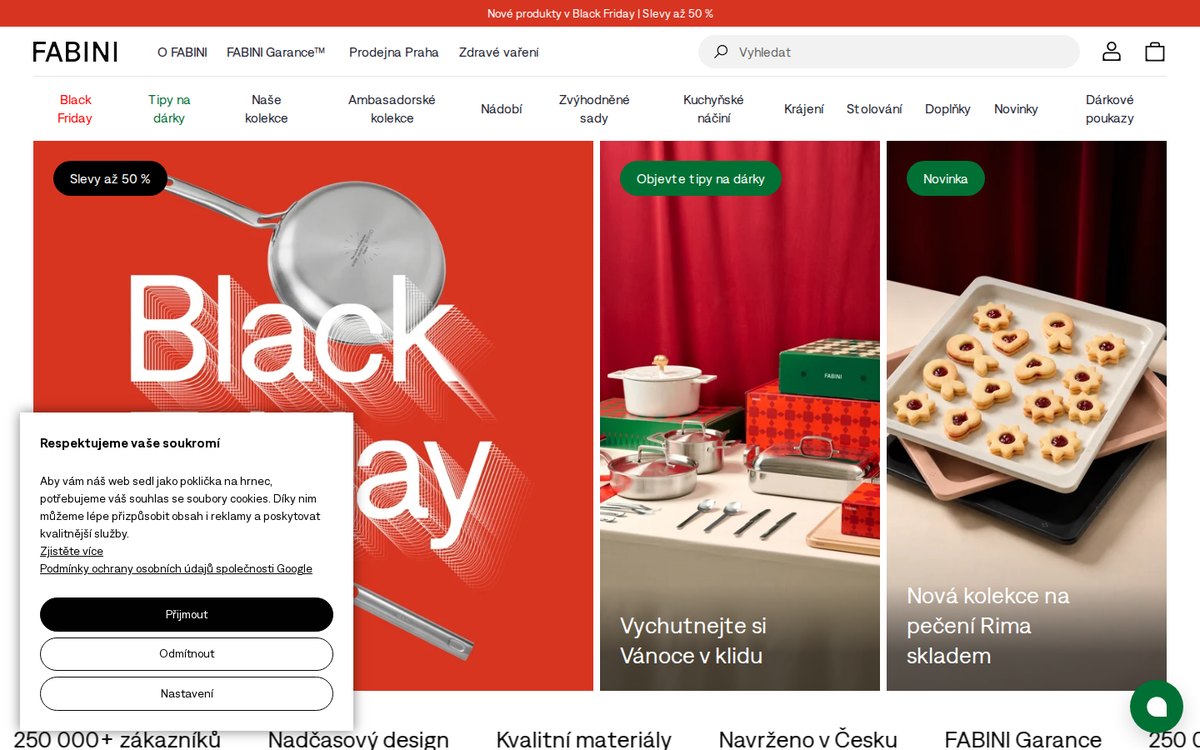 Nové produkty v Black Friday | Slevy až 50 %
FABINI
O FABINI
FABINI Garance™
Prodejna Praha
Zdravé vaření
Vyhledat
Black
Friday
Tipy na
dárky
Naše
kolekce
Ambasadorské
kolekce
Nádobí
Zvýhodněné
sady
Kuchyňské
náčiní
Krájení
Stolování
Doplňky
Novinky
Dárkové
poukazy
Slevy až 50 %
Black
ay
Objevte tipy na dárky
FABINI
Vychutnejte si
Vánoce v klidu
Novinka
Nová kolekce na
pečení Rima
skladem
Respektujeme vaše soukromí
Aby vám náš web sedl jako poklička na hrnec,
potřebujeme váš souhlas se soubory cookies. Díky nim
můžeme lépe přizpůsobit obsah i reklamy a poskytovat
kvalitnější služby.
Zjistěte více
Podmínky ochrany osobních údajů společnosti Google
Přijmout
Odmítnout
Nastavení
250 000+ zákazníků
Nadčasový design
Kvalitní materiály
Navrženo v Česku
FABINI Garance
250